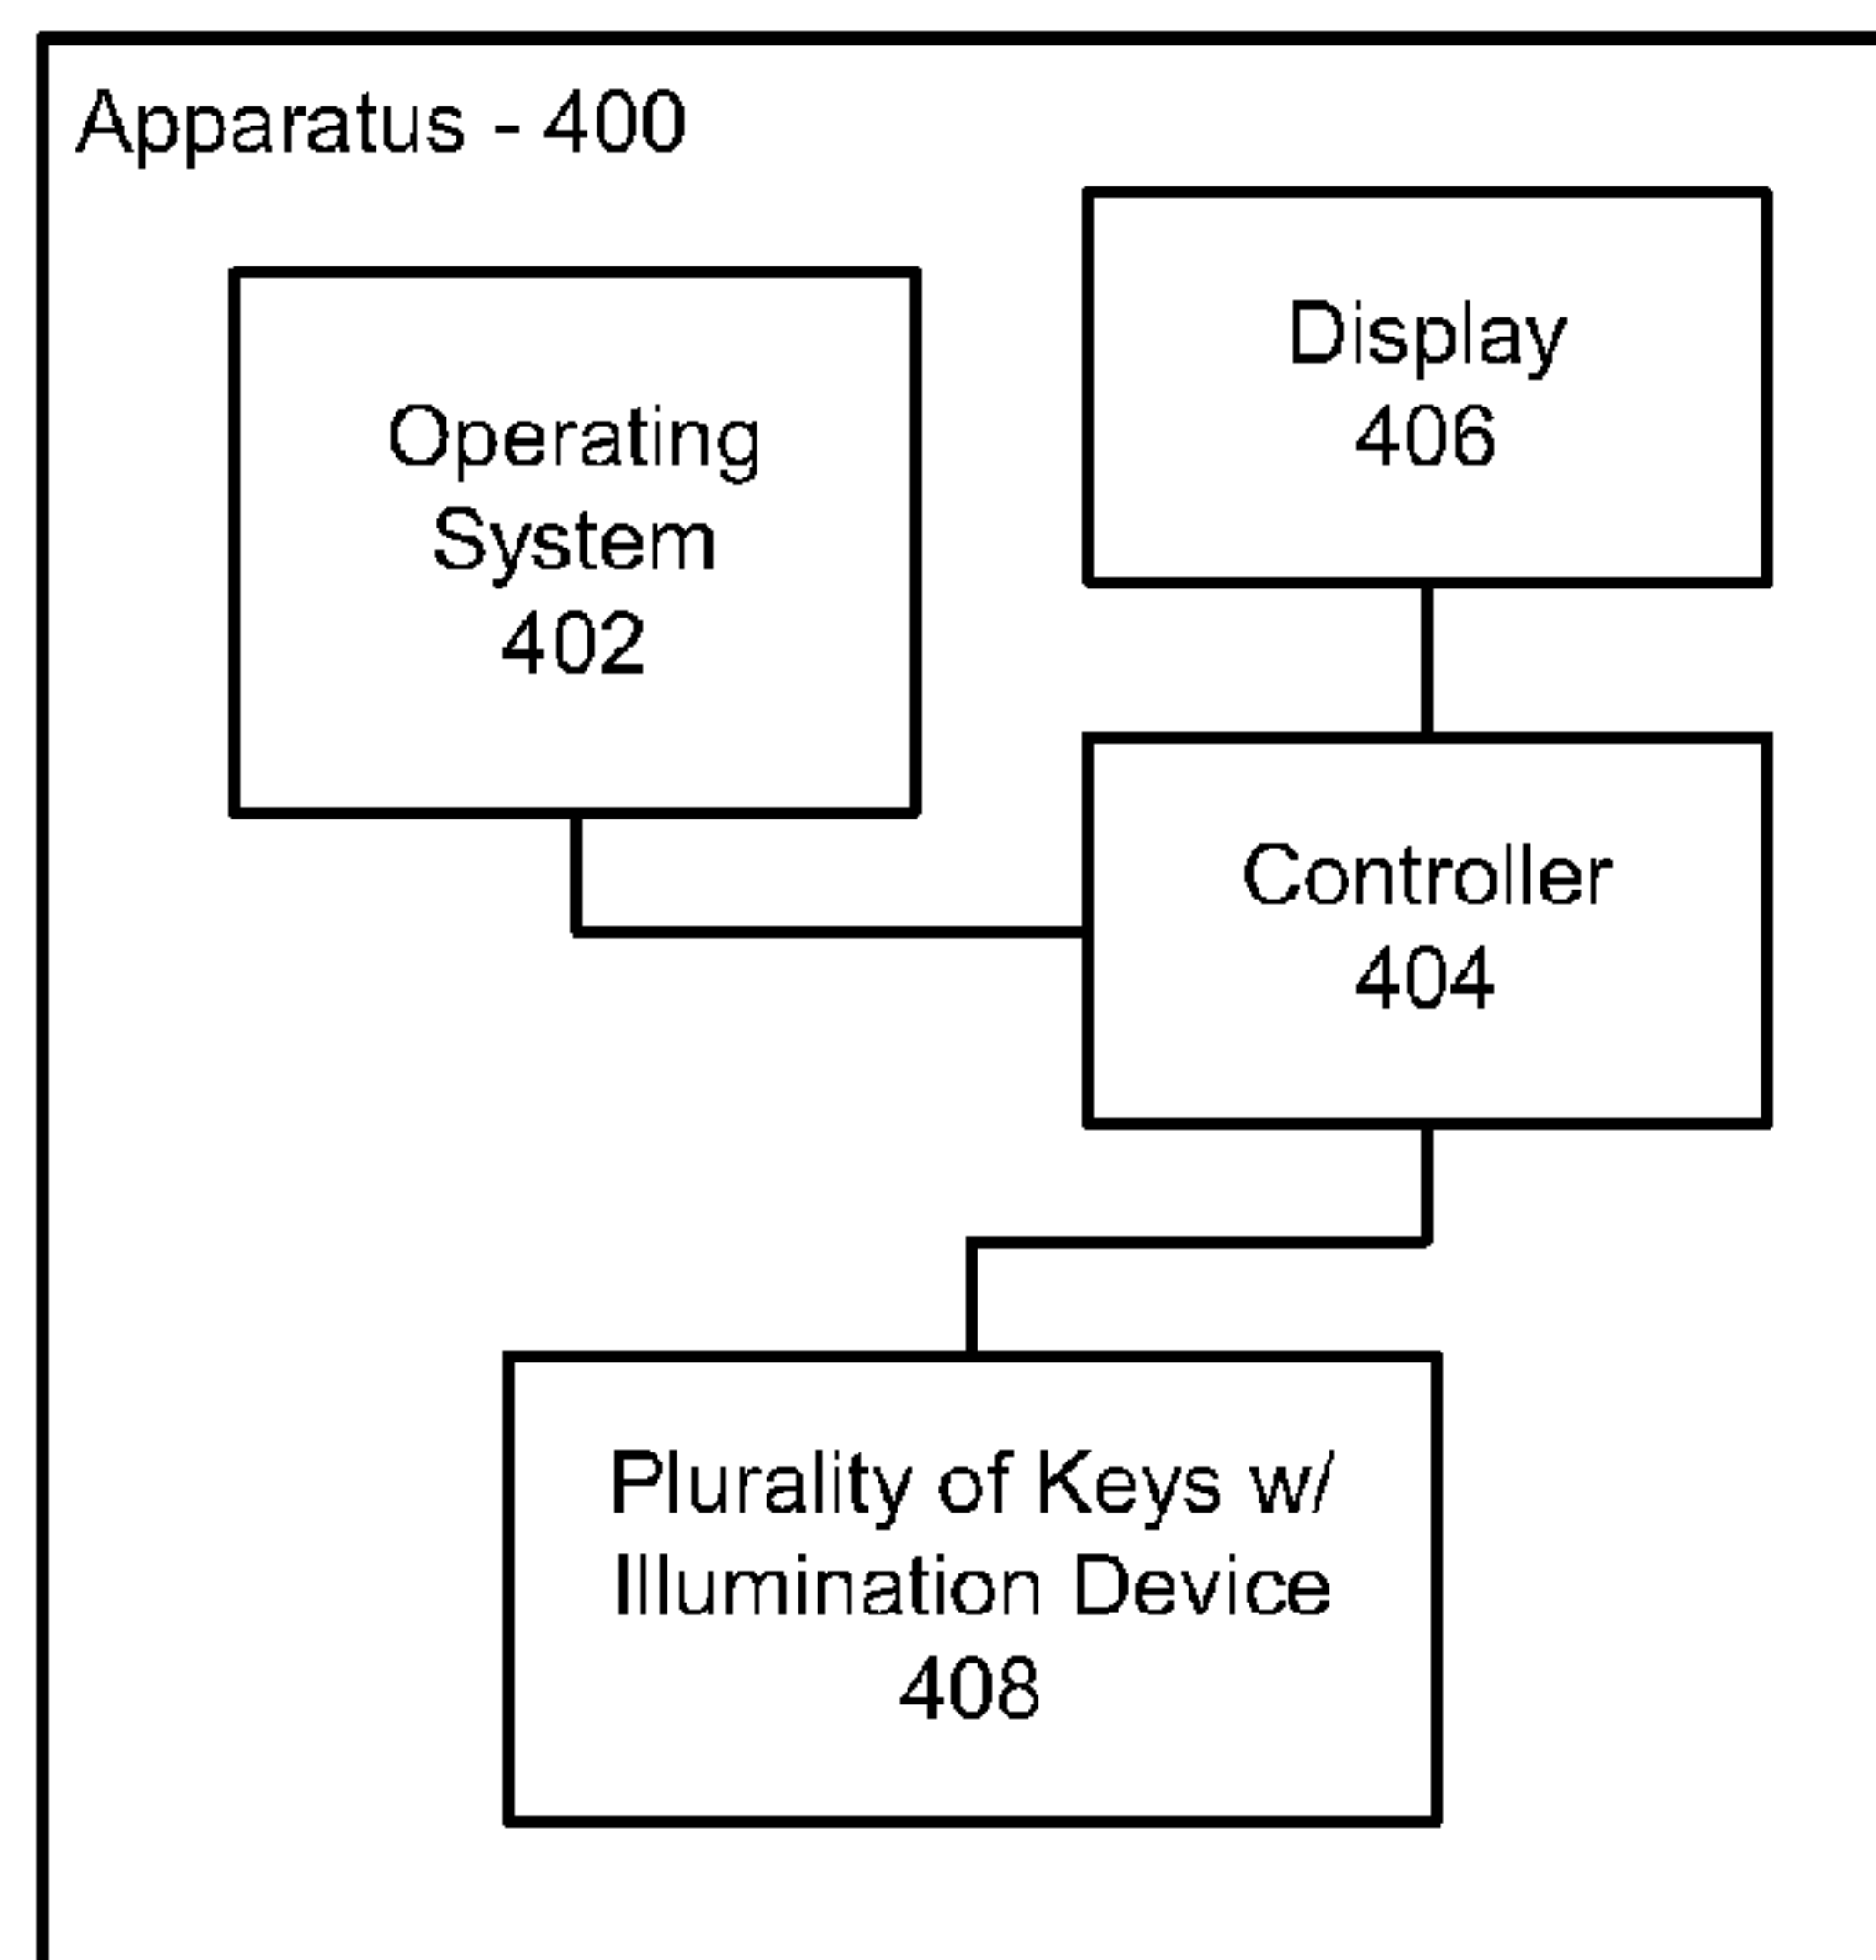 Apparatus - 400
Operating
System
402
Display
406
Controller
404
Plurality of Keys w/
Illumination Device
408